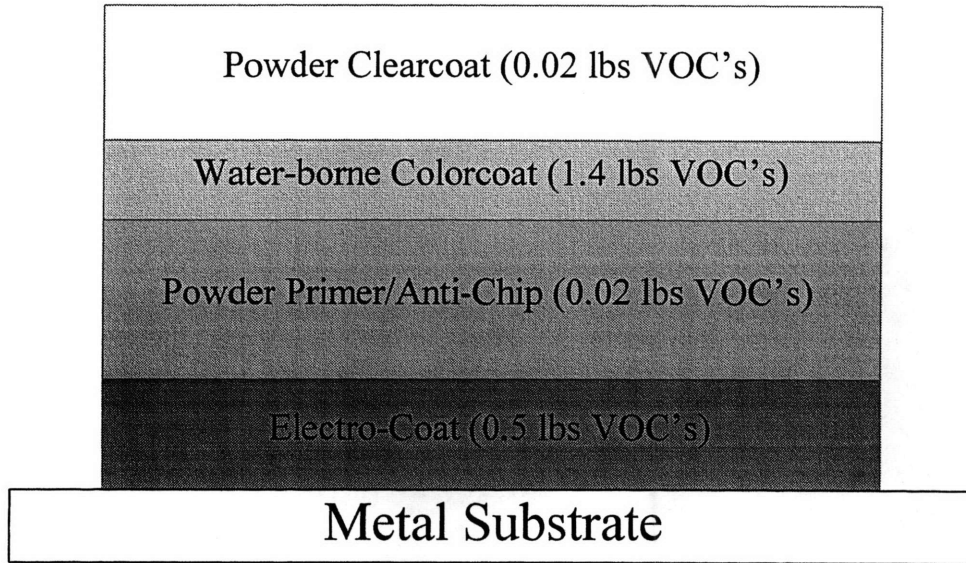 Powder Clearcoat (0.02 lbs VOC's)
Water-borne Colorcoat (1.4 lbs VOC's)
Powder Primer/Anti-Chip (0.02 lbs VOC's)
Electro-Coat (0.5 lbs VOC's)
Metal Substrate